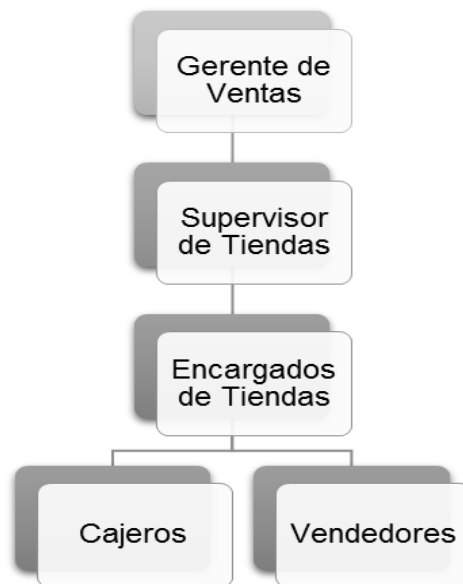 Gerente de
Ventas
Supervisor
de Tiendas
Encargados
de Tiendas
Cajeros
Vendedores